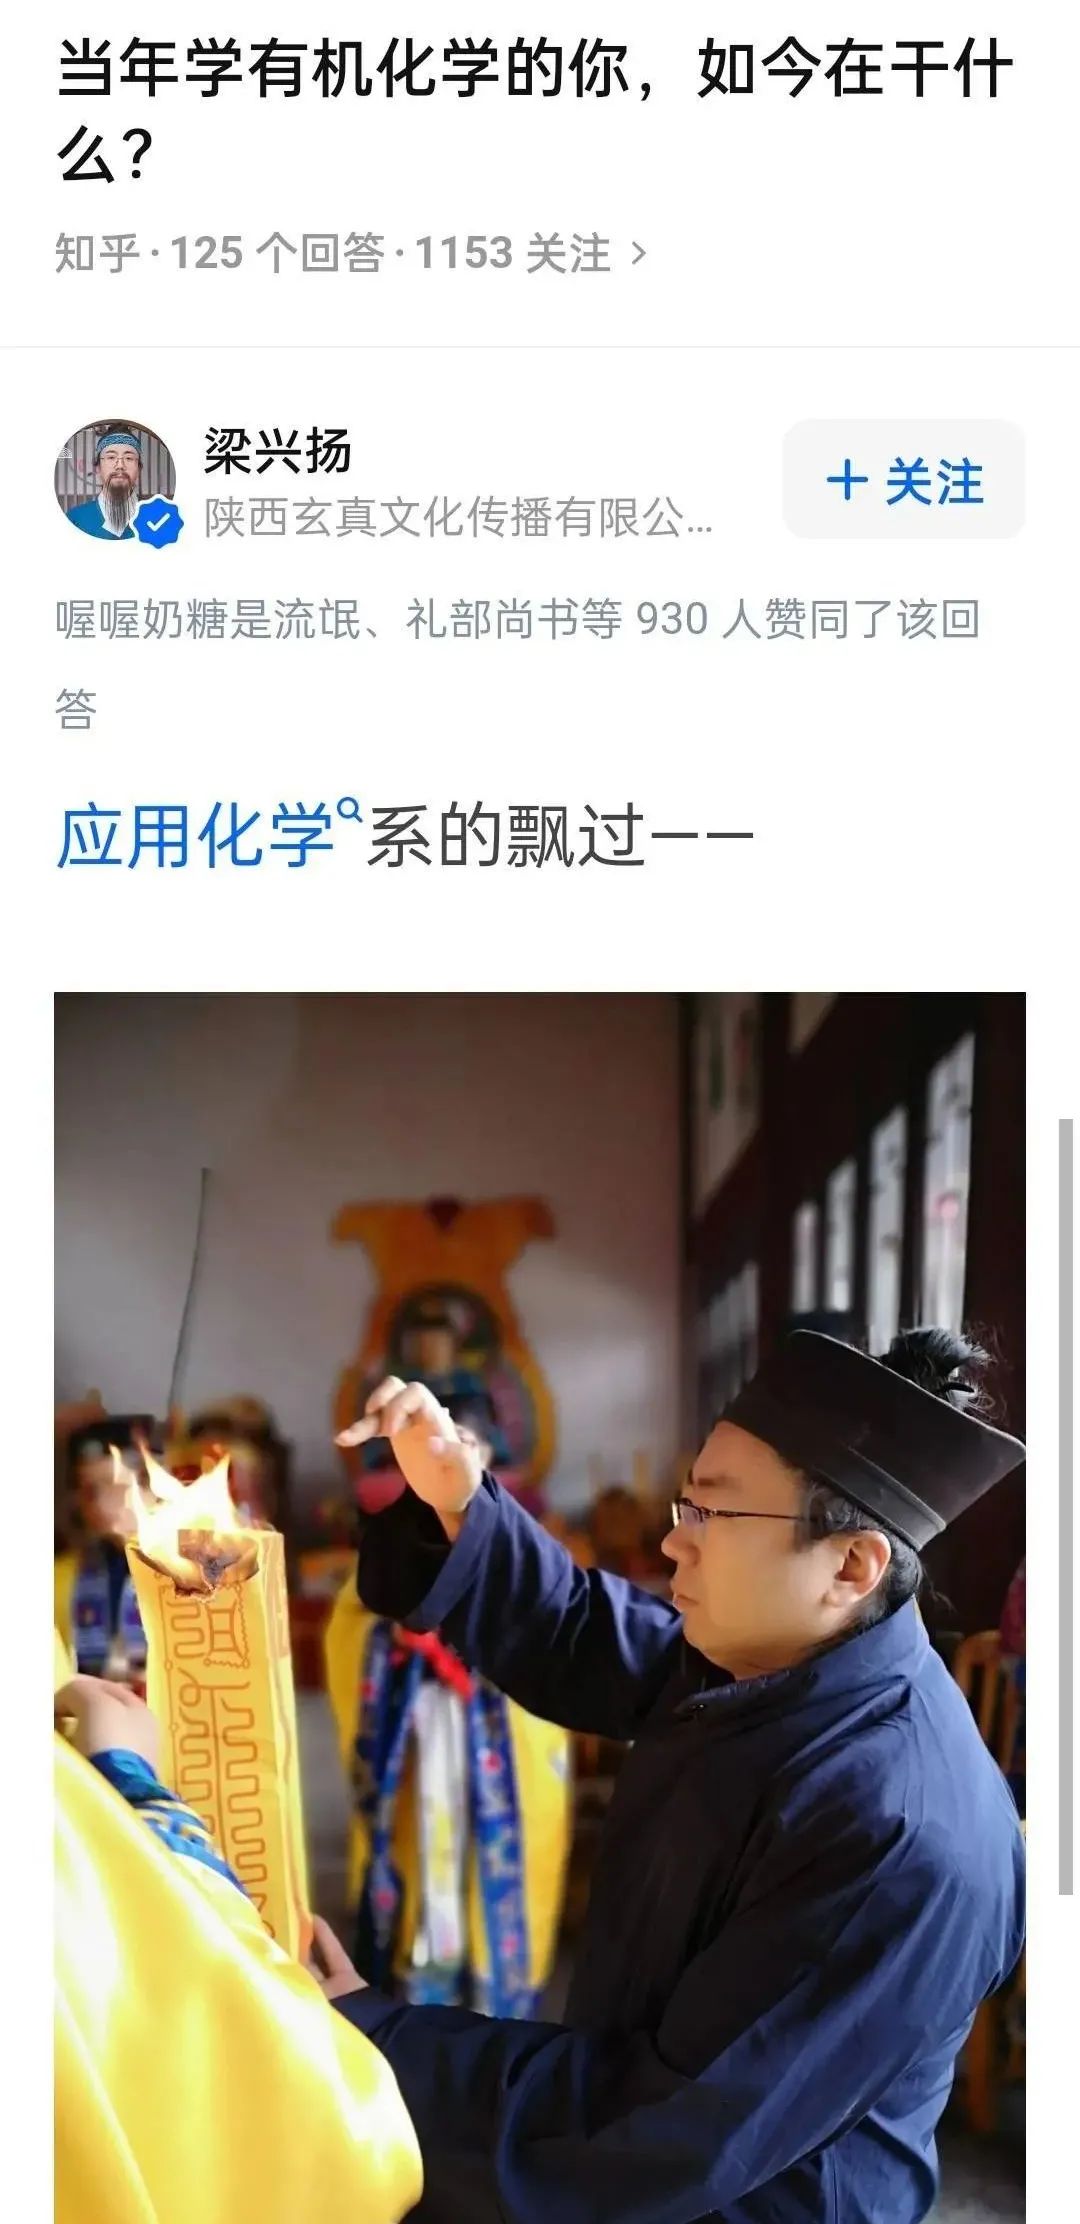 当年学有机化学的你，如今在干什
么？
知乎·125 个回答·1153 关注 >
梁兴扬
陕西玄真文化传播有限公...
+ 关注
喔喔奶糖是流氓、礼部尚书等 930 人赞同了该回
答
应用化学系的飘过——